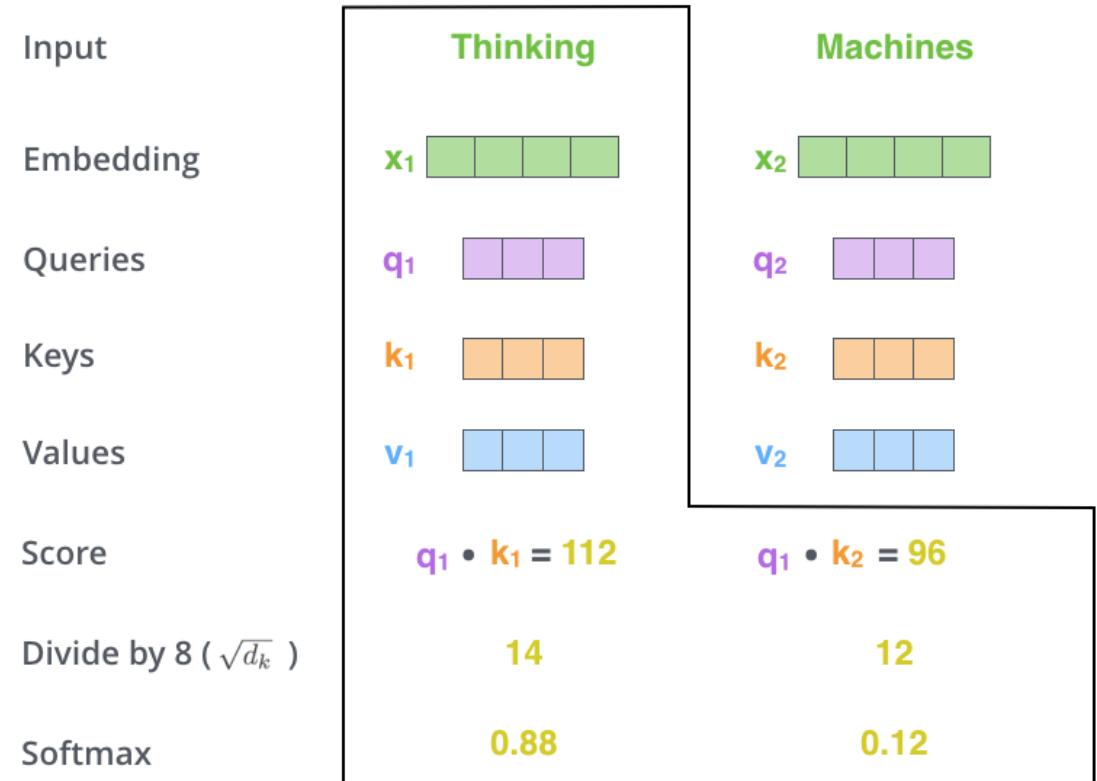 Input Thinking Machines
Embedding x₁ x₂
Queries q₁ q₂
Keys k₁ k₂
Values v₁ v₂
Score q₁ • k₁ = 112 q₁ • k₂ = 96
Divide by 8 ( √dₖ ) 14 12
Softmax 0.88 0.12